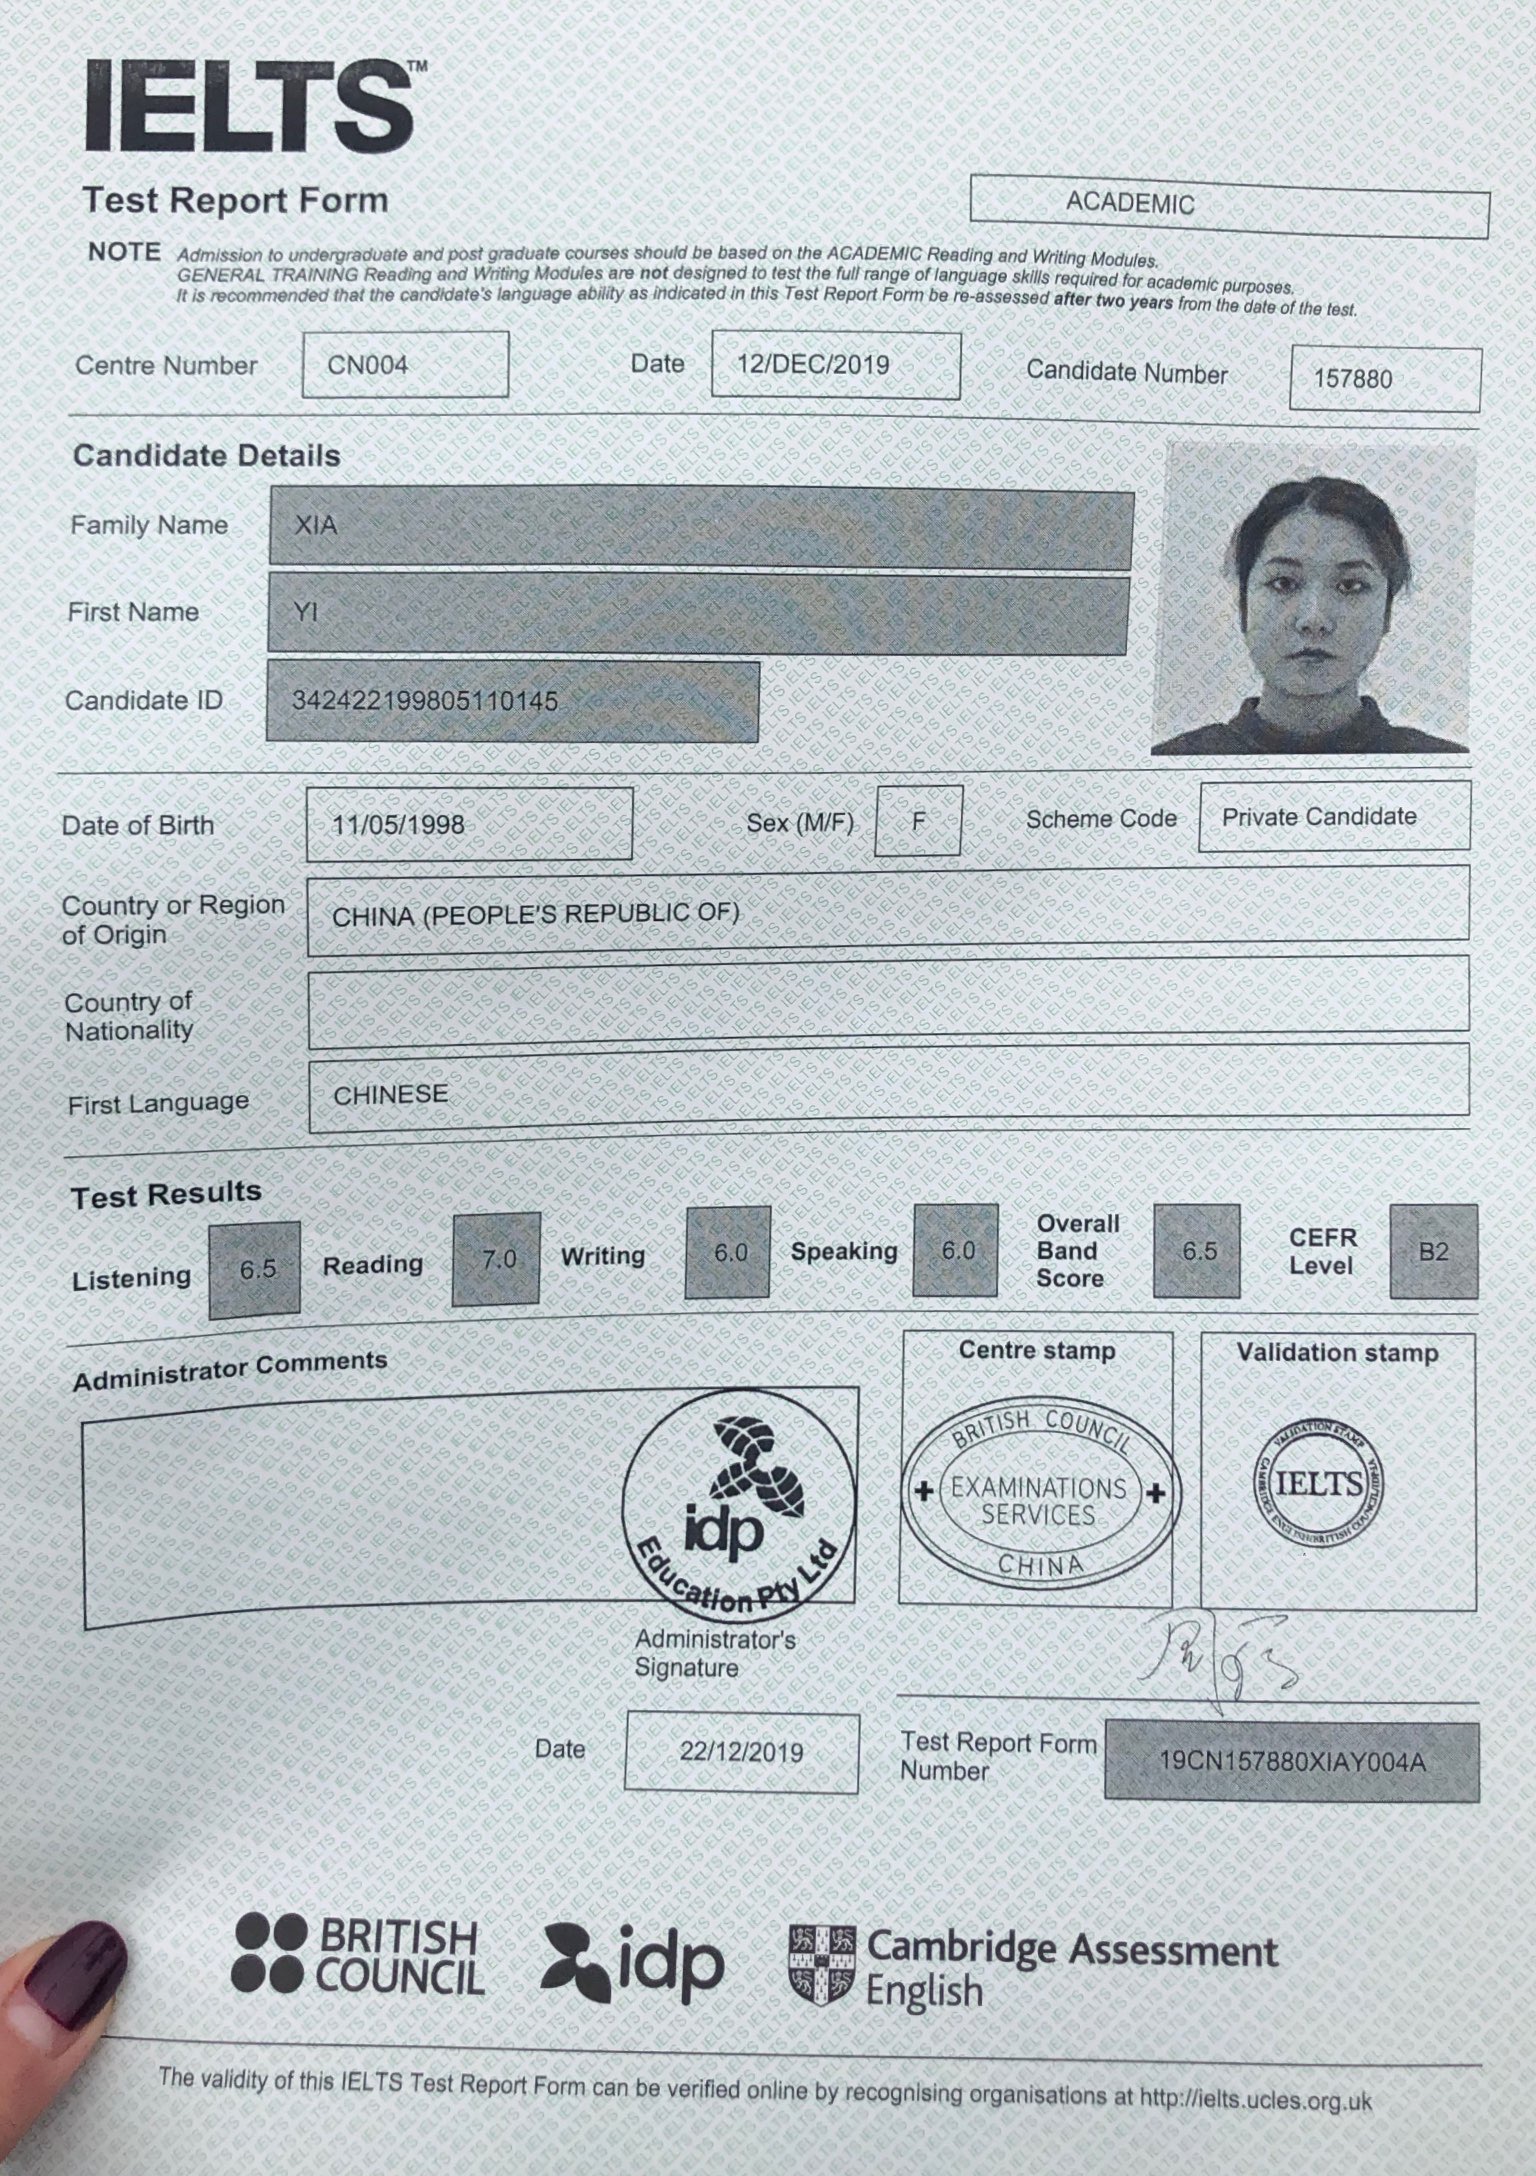 IELTS™
Test Report Form
ACADEMIC
NOTE Admission to undergraduate and post graduate courses should be based on the ACADEMIC Reading and Writing Modules.
GENERAL TRAINING Reading and Writing Modules are not designed to test the full range of language skills required for academic purposes.
It is recommended that the candidate's language ability as indicated in this Test Report Form be re-assessed after two years from the date of the test.
Centre Number CN004 Date 12/DEC/2019 Candidate Number 157880
Candidate Details
Family Name XIA
First Name YI
Candidate ID 342422199805110145
Date of Birth 11/05/1998 Sex (M/F) F Scheme Code Private Candidate
Country or Region
of Origin
CHINA (PEOPLE'S REPUBLIC OF)
Country of
Nationality
First Language CHINESE
Test Results
Listening 6.5 Reading 7.0 Writing 6.0 Speaking 6.0 Overall Band Score 6.5 CEFR Level B2
Administrator Comments
idp
Education Pty Ltd
Centre stamp
BRITISH COUNCIL
EXAMINATIONS
SERVICES
CHINA
Validation stamp
VALIDATION STAMP
IELTS
Administrator's
Signature
Date 22/12/2019
Test Report Form
Number
19CN157880XIAY004A
BRITISH
COUNCIL
idp
Cambridge Assessment
English
The validity of this IELTS Test Report Form can be verified online by recognising organisations at http://ielts.ucles.org.uk